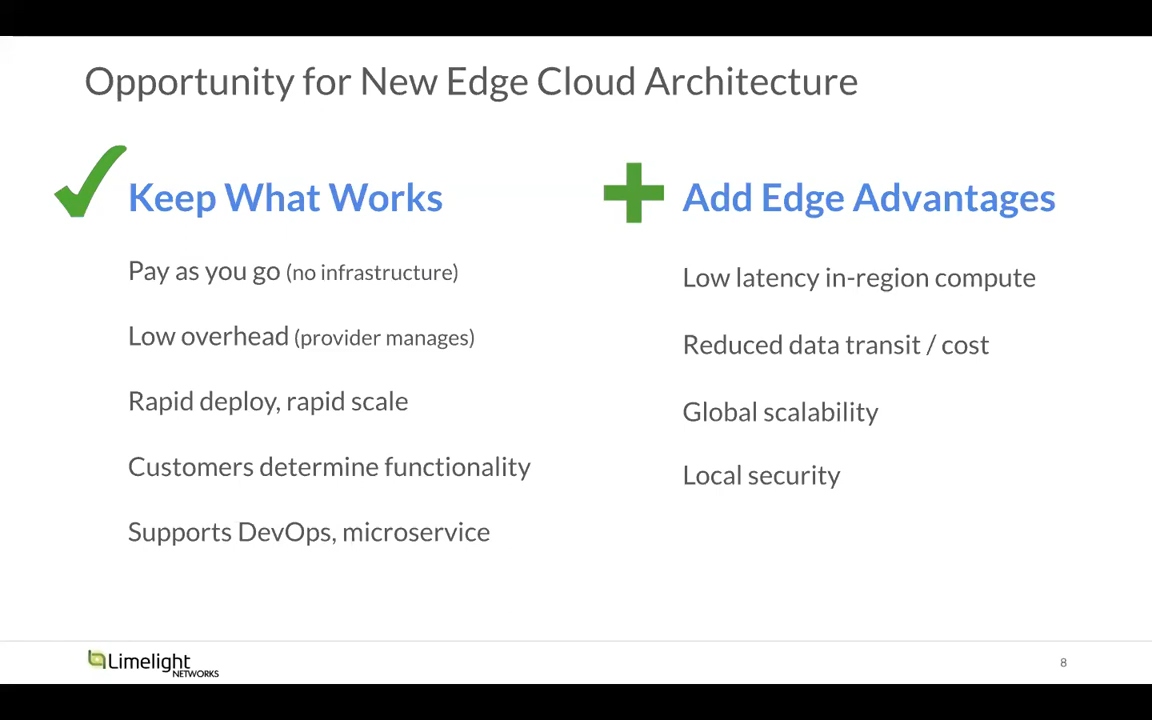 Opportunity for New Edge Cloud Architecture
Keep What Works
Pay as you go (no infrastructure)
Low overhead (provider manages)
Rapid deploy, rapid scale
Customers determine functionality
Supports DevOps, microservice
Add Edge Advantages
Low latency in-region compute
Reduced data transit / cost
Global scalability
Local security
Limelight
NETWORKS
8